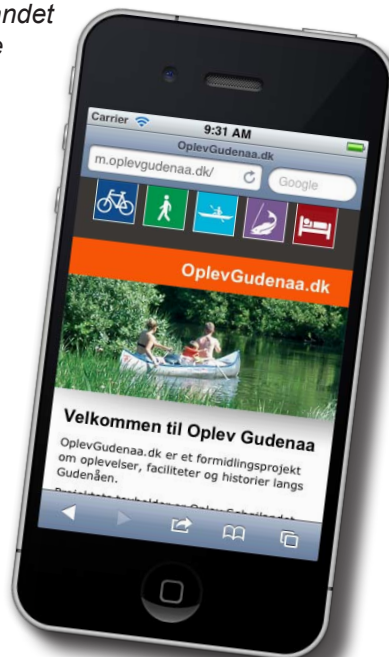 andet
e
Carrier
9:31 AM
OplevGudenaa.dk
m.oplevgudenaa.dk/
Google
OplevGudenaa.dk
Velkommen til Oplev Gudenaa
OplevGudenaa.dk er et formidlingsprojekt
om oplevelser, faciliteter og historier langs
Gudenåen.